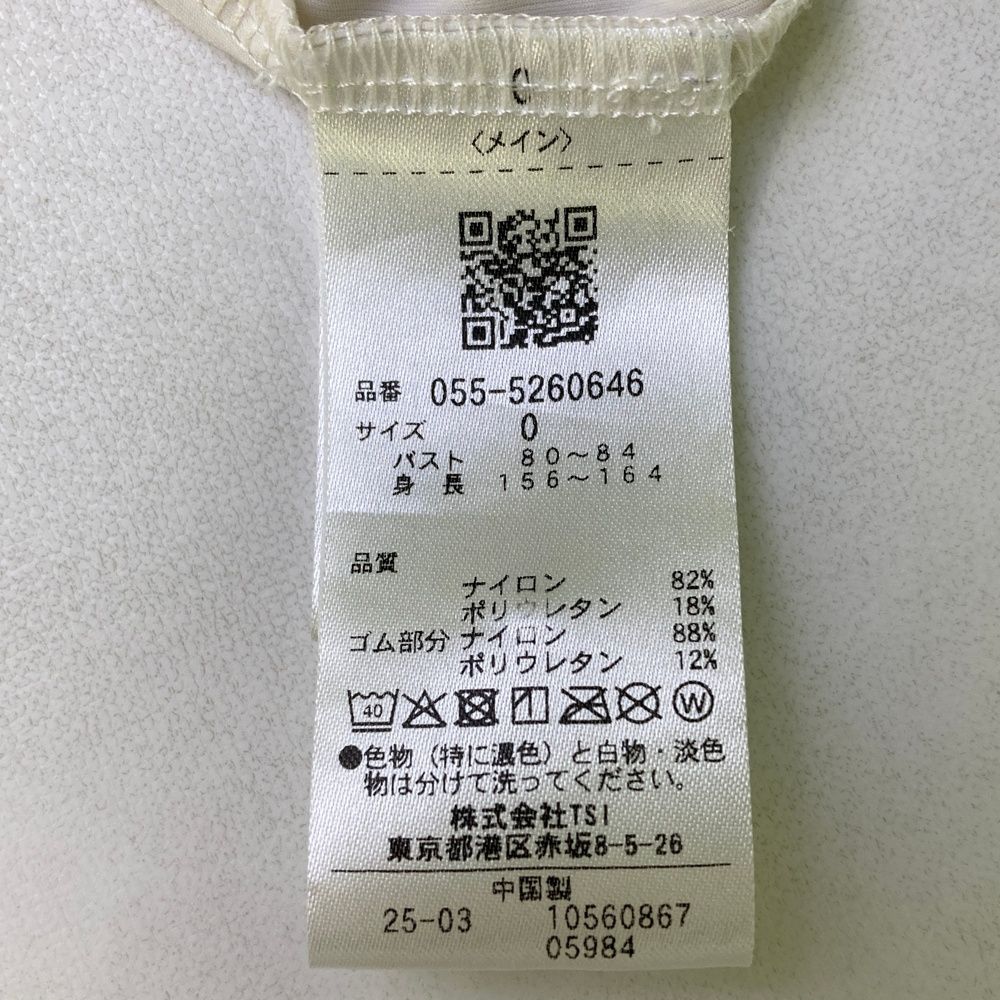 0
〈メイン〉
品番 055-5260646
サイズ 0
バスト 80～84
身長 156～164
品質
ナイロン 82%
ポリウレタン 18%
ゴム部分 ナイロン 88%
ポリウレタン 12%
40 W
●色物（特に濃色）と白物・淡色
物は分けて洗ってください。
株式会社TSI
東京都港区赤坂8-5-26
中国製
25-03 10560867
05984